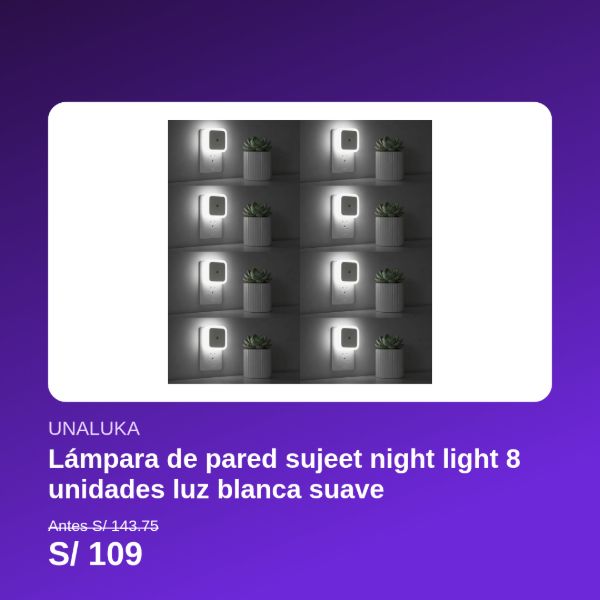 UNALUKA
Lámpara de pared sujeet night light 8
unidades luz blanca suave
Antes S/ 143.75
S/ 109